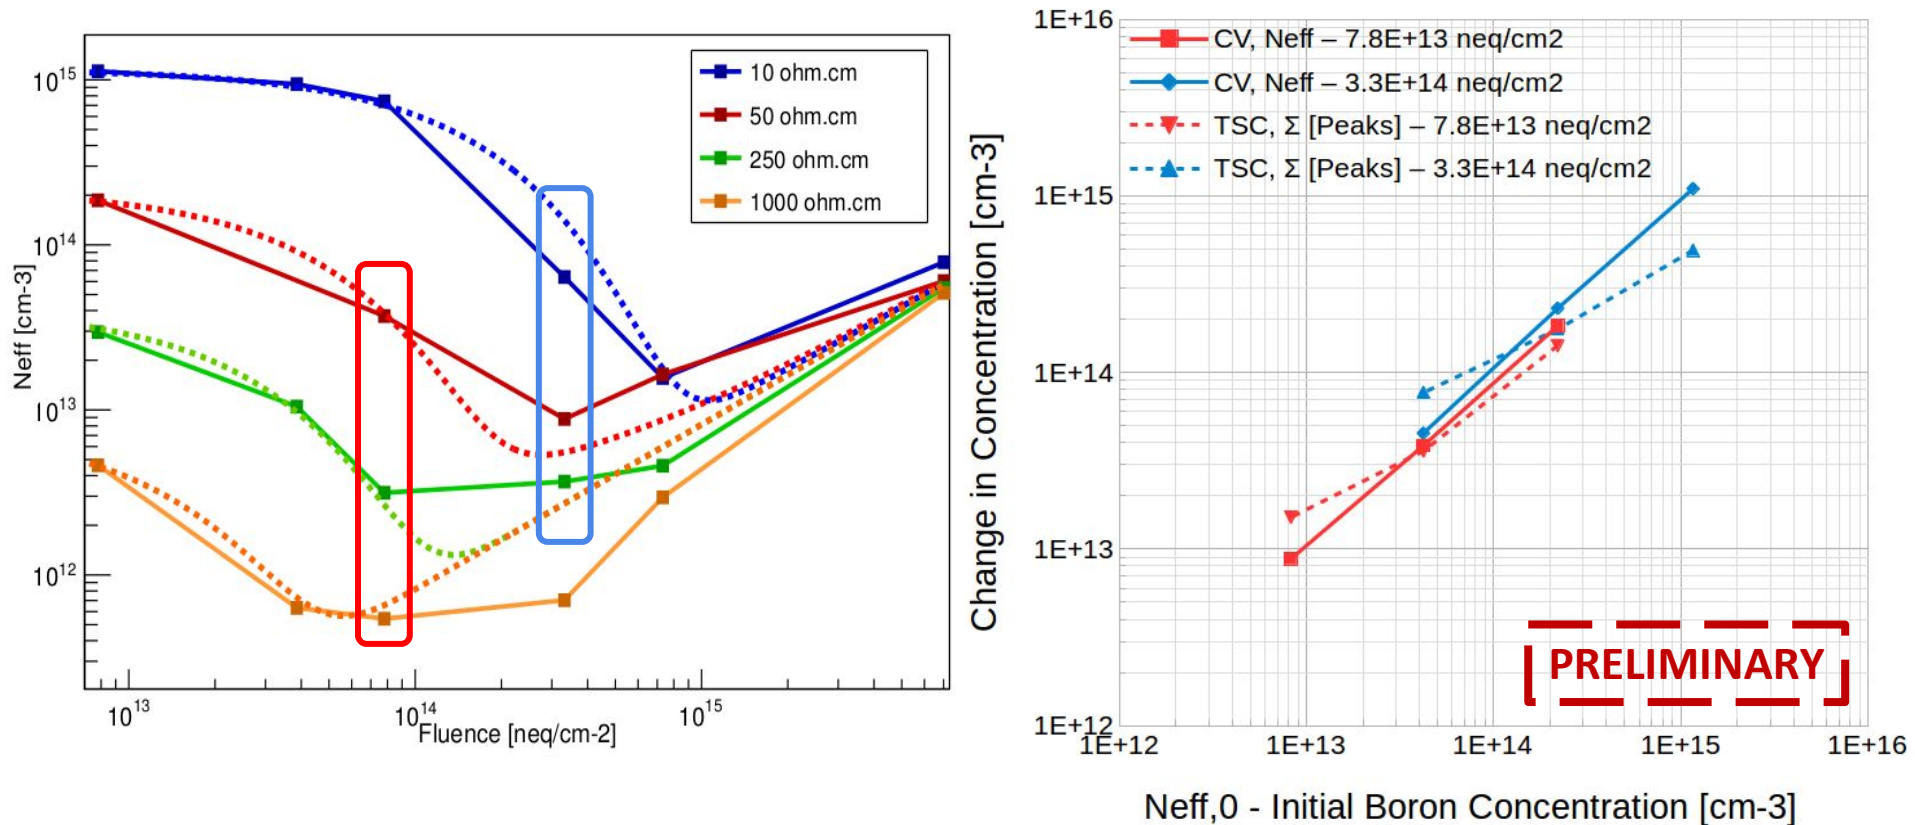 10^15
10^14
10^13
10^12
Neff [cm-3]
10 ohm.cm
50 ohm.cm
250 ohm.cm
1000 ohm.cm
10^13
10^14
10^15
Fluence [neq/cm-2]
1E+16
1E+15
1E+14
1E+13
1E+12
Change in Concentration [cm-3]
CV, Neff – 7.8E+13 neq/cm2
CV, Neff – 3.3E+14 neq/cm2
TSC, Σ [Peaks] – 7.8E+13 neq/cm2
TSC, Σ [Peaks] – 3.3E+14 neq/cm2
PRELIMINARY
1E+12
1E+13
1E+14
1E+15
1E+16
Neff,0 - Initial Boron Concentration [cm-3]